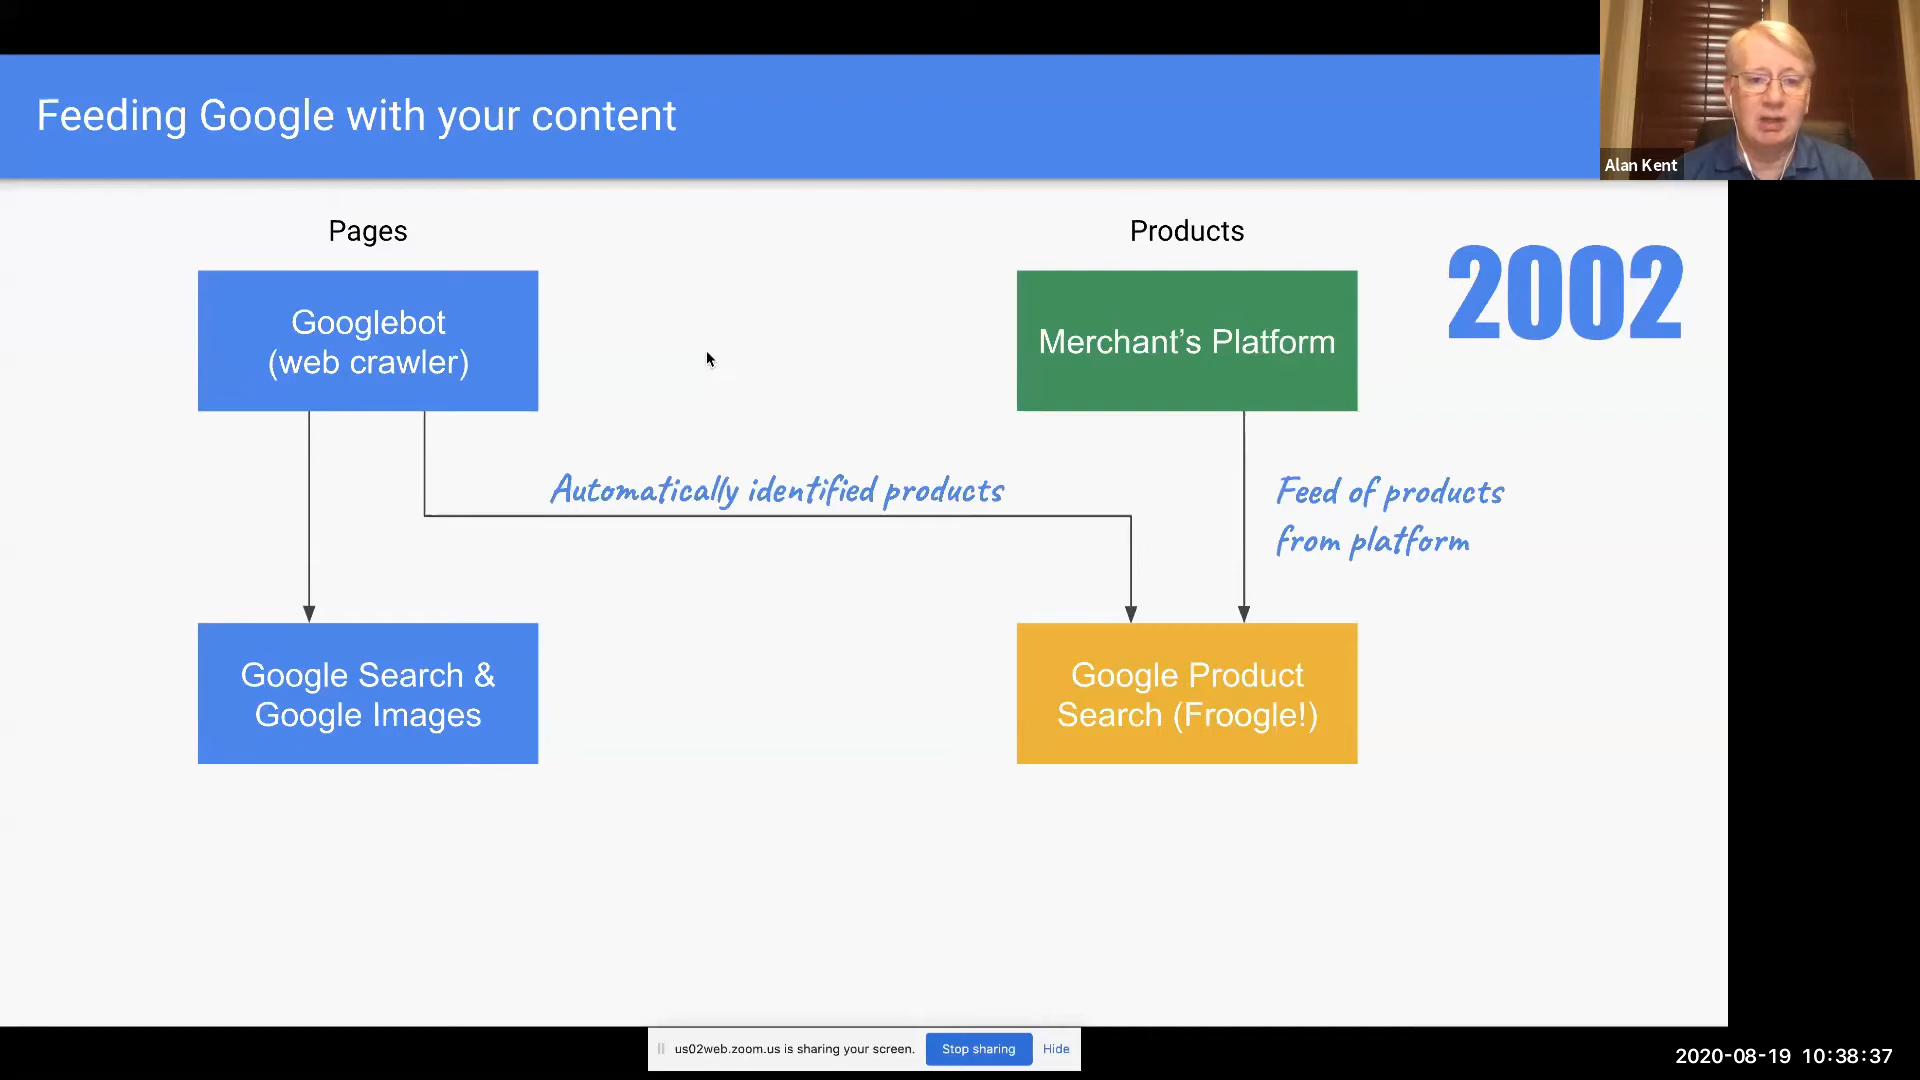 Feeding Google with your content
Alan Kent
Pages
Products
2002
Googlebot
(web crawler)
Merchant’s Platform
Automatically identified products
Feed of products
from platform
Google Search &
Google Images
Google Product
Search (Froogle!)
us02web.zoom.us is sharing your screen.
Stop sharing
Hide
2020-08-19 10:38:37